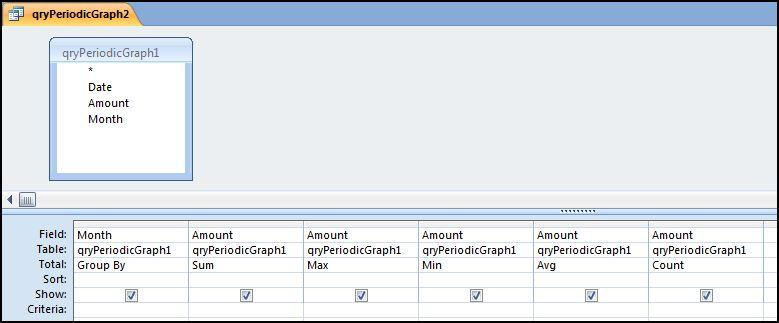 qryPeriodicGraph2
qryPeriodicGraph1
*
Date
Amount
Month
Field: Month Amount Amount Amount Amount Amount
Table: qryPeriodicGraph1 qryPeriodicGraph1 qryPeriodicGraph1 qryPeriodicGraph1 qryPeriodicGraph1 qryPeriodicGraph1
Total: Group By Sum Max Min Avg Count
Sort:
Show:
Criteria: